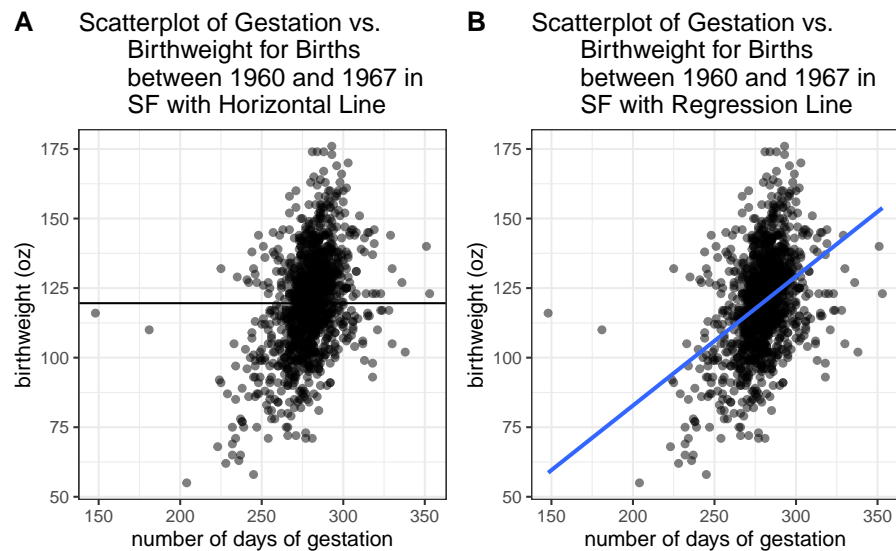 A
Scatterplot of Gestation vs.
Birthweight for Births
between 1960 and 1967 in
SF with Horizontal Line
175
150
125
100
75
50
birthweight (oz)
150 200 250 300 350
number of days of gestation
B
Scatterplot of Gestation vs.
Birthweight for Births
between 1960 and 1967 in
SF with Regression Line
175
150
125
100
75
50
birthweight (oz)
150 200 250 300 350
number of days of gestation